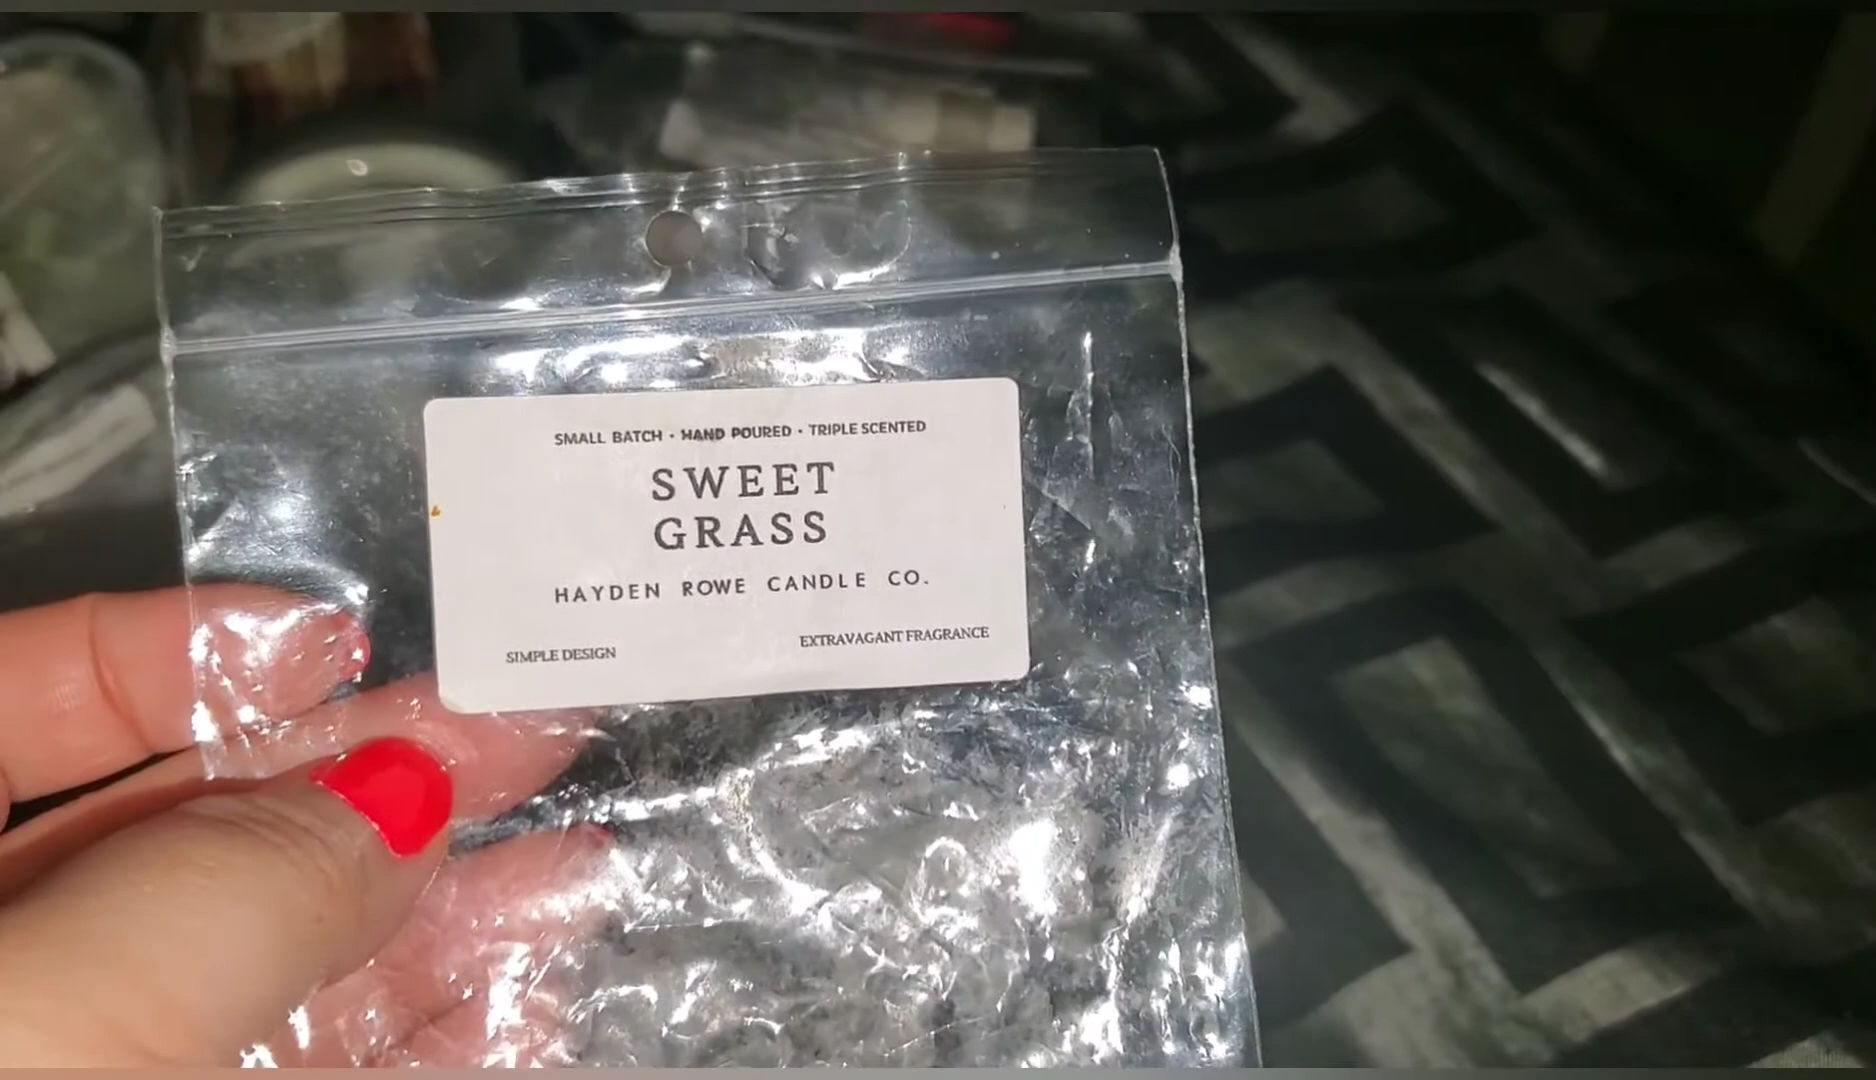 SMALL BATCH • HAND POURED • TRIPLE SCENTED
SWEET
GRASS
HAYDEN ROWE CANDLE CO.
SIMPLE DESIGN
EXTRAVAGANT FRAGRANCE